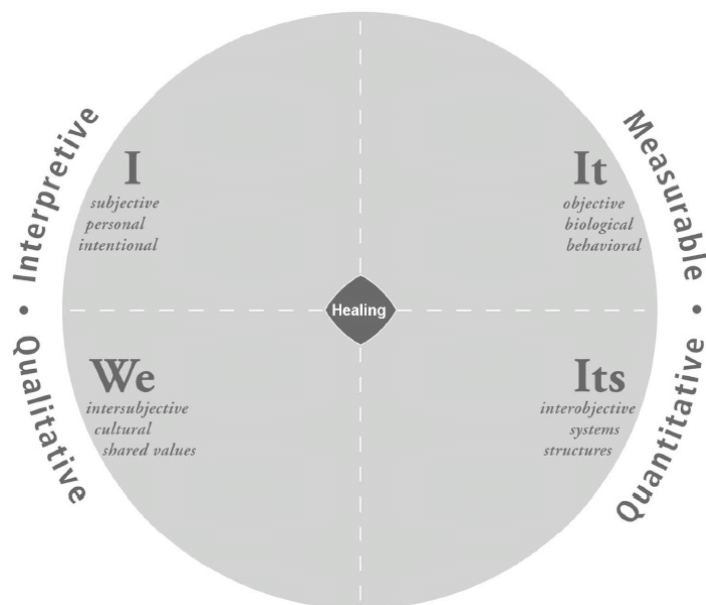 Interpretive
Qualitative
•
Measurable
Quantitative
•
I
subjective
personal
intentional
It
objective
biological
behavioral
Healing
We
intersubjective
cultural
shared values
Its
interobjective
systems
structures